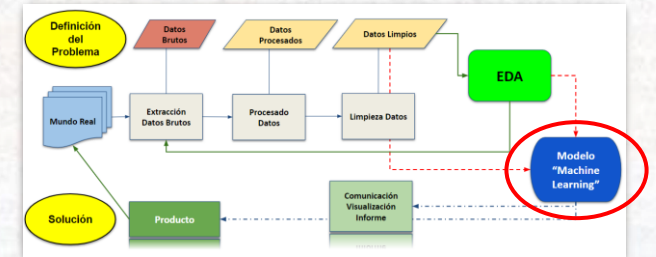 Definición
del
Problema
Datos
Brutos
Datos
Procesados
Datos Limpios
EDA
Mundo Real
Extracción
Datos Brutos
Procesado
Datos
Limpieza Datos
Modelo
"Machine
Learning"
Solución
Producto
Comunicación
Visualización
Informe